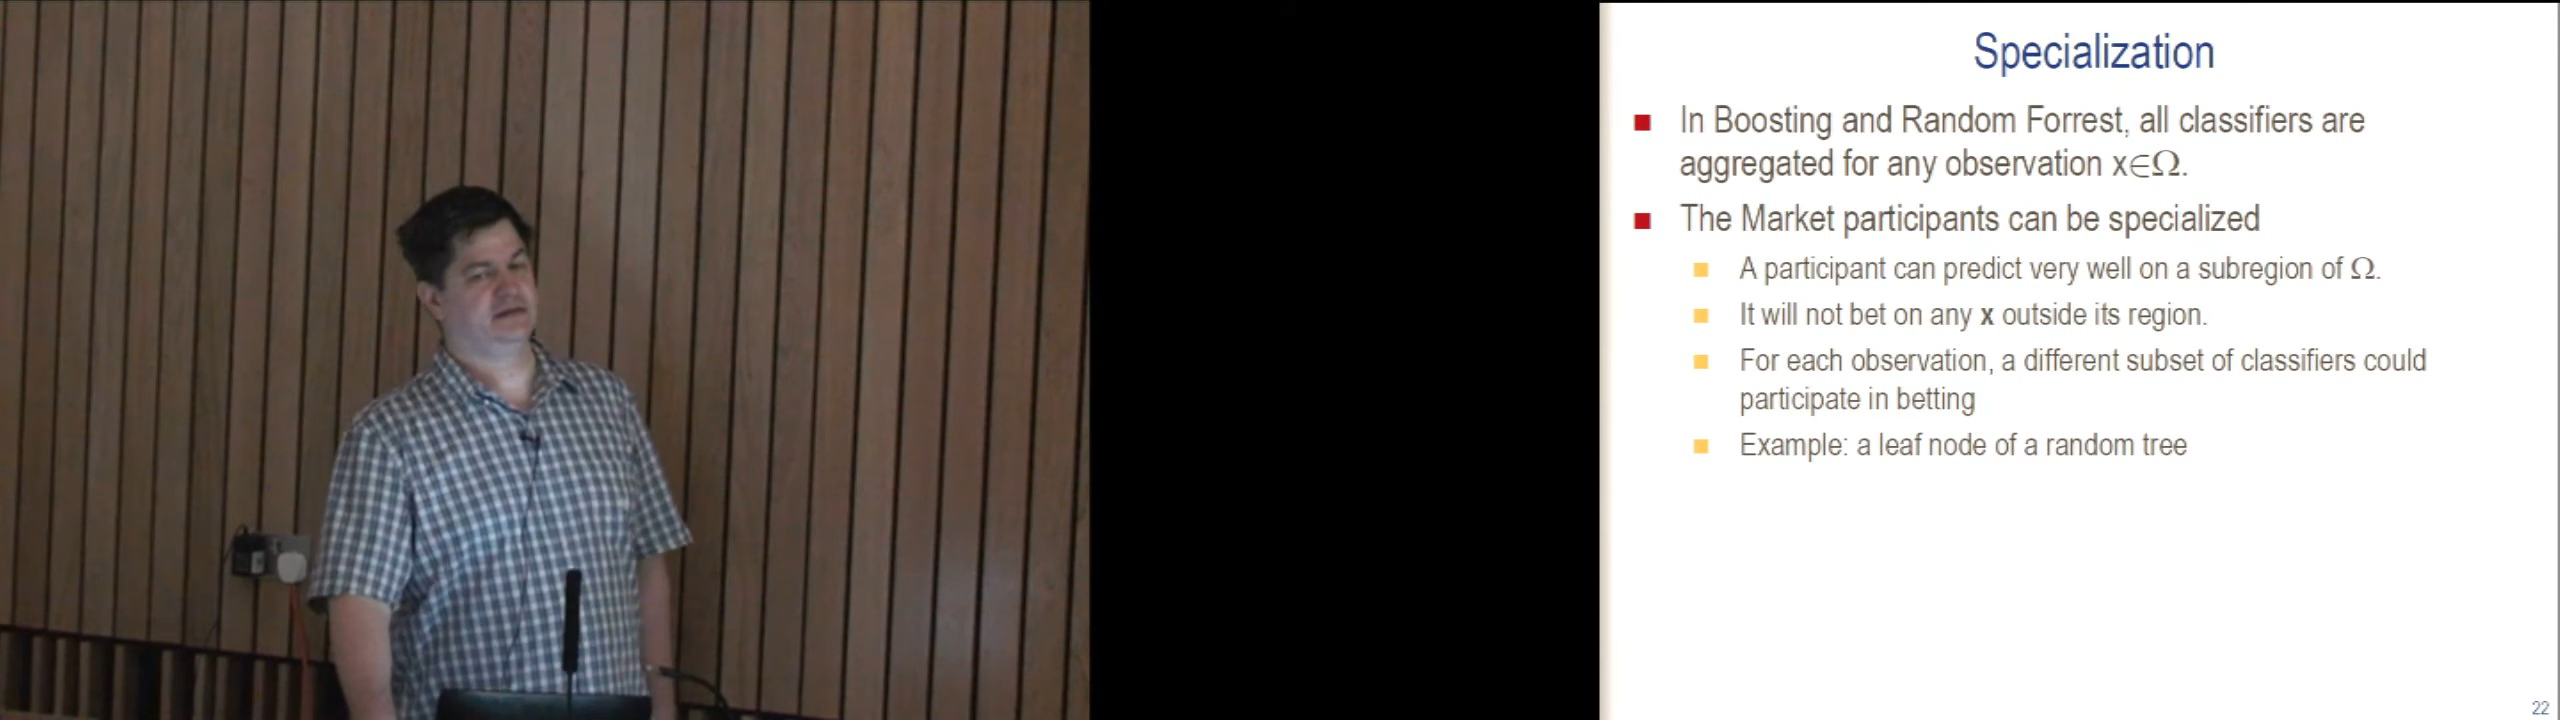 Specialization
In Boosting and Random Forrest, all classifiers are
aggregated for any observation x∈Ω.
The Market participants can be specialized
A participant can predict very well on a subregion of Ω.
It will not bet on any x outside its region.
For each observation, a different subset of classifiers could
participate in betting
Example: a leaf node of a random tree
22